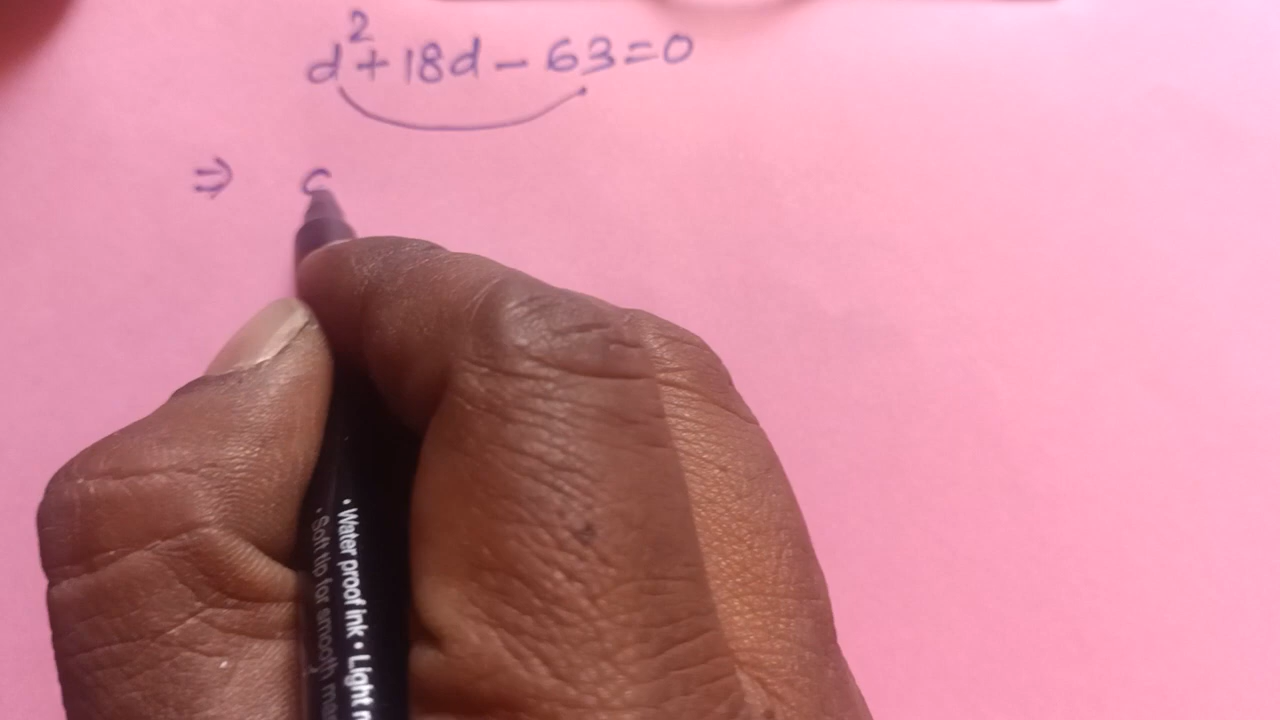 d²+18d-63=0
⇒
• Water proof ink • Light
• Soft tip for smooth